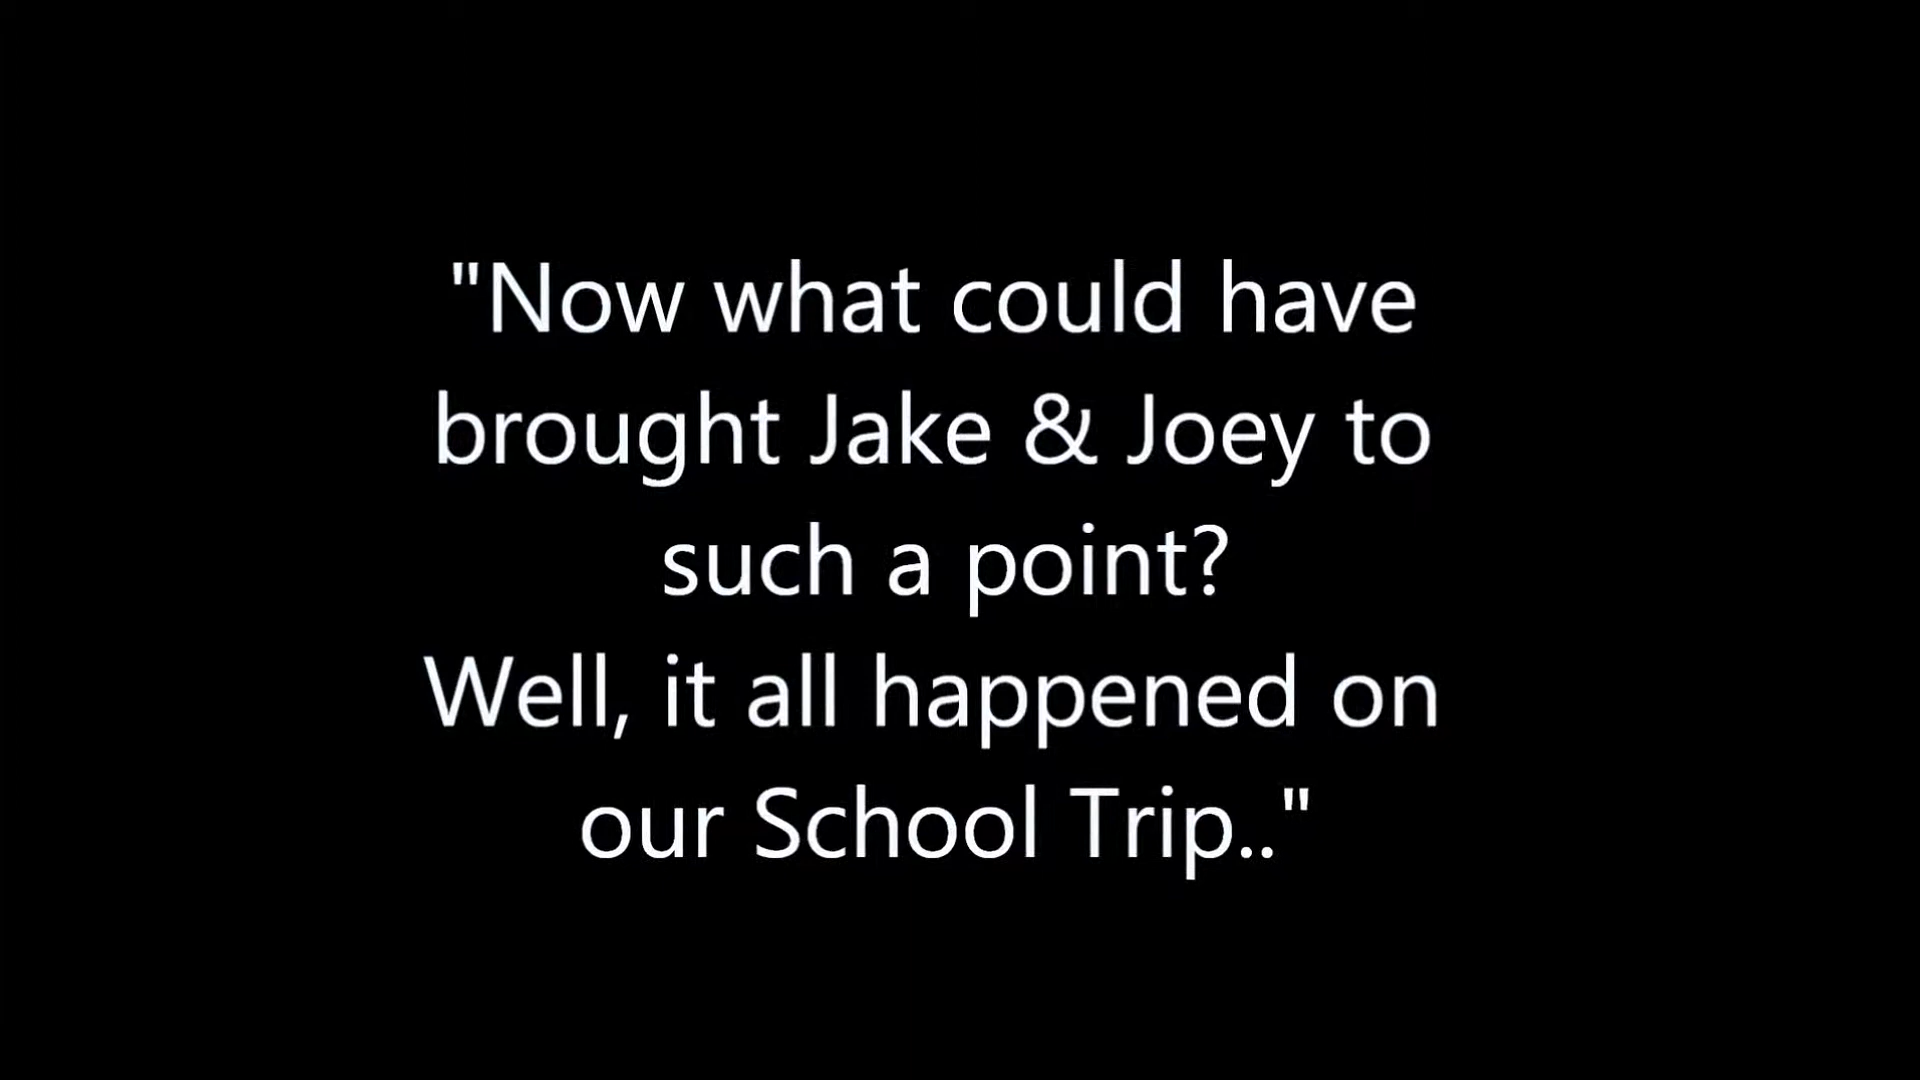 "Now what could have
brought Jake & Joey to
such a point?
Well, it all happened on
our School Trip.."